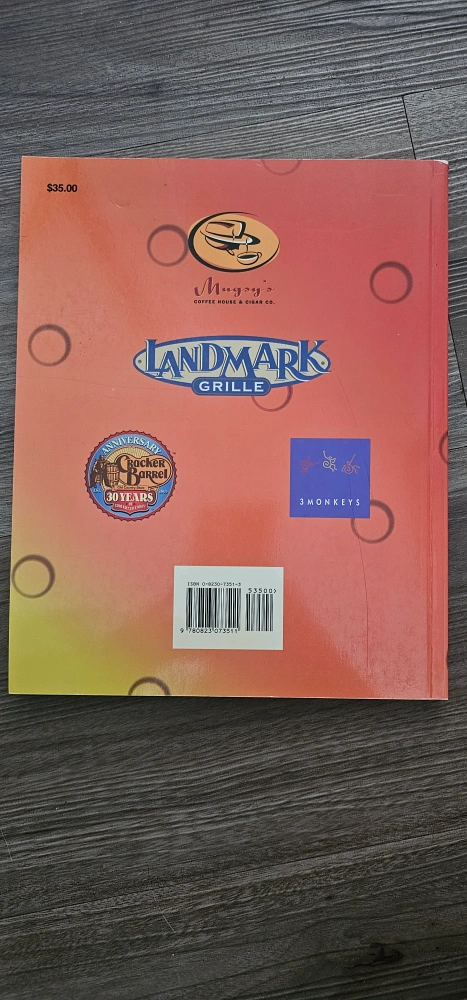 $35.00
Mugsy's
COFFEE HOUSE & CIGAR CO.
LANDMARK
GRILLE
ANNIVERSARY
Cracker
Barrel
30 YEARS
3MONKEYS
ISBN 0-8230-7351-3
53500>
9 780823 073511